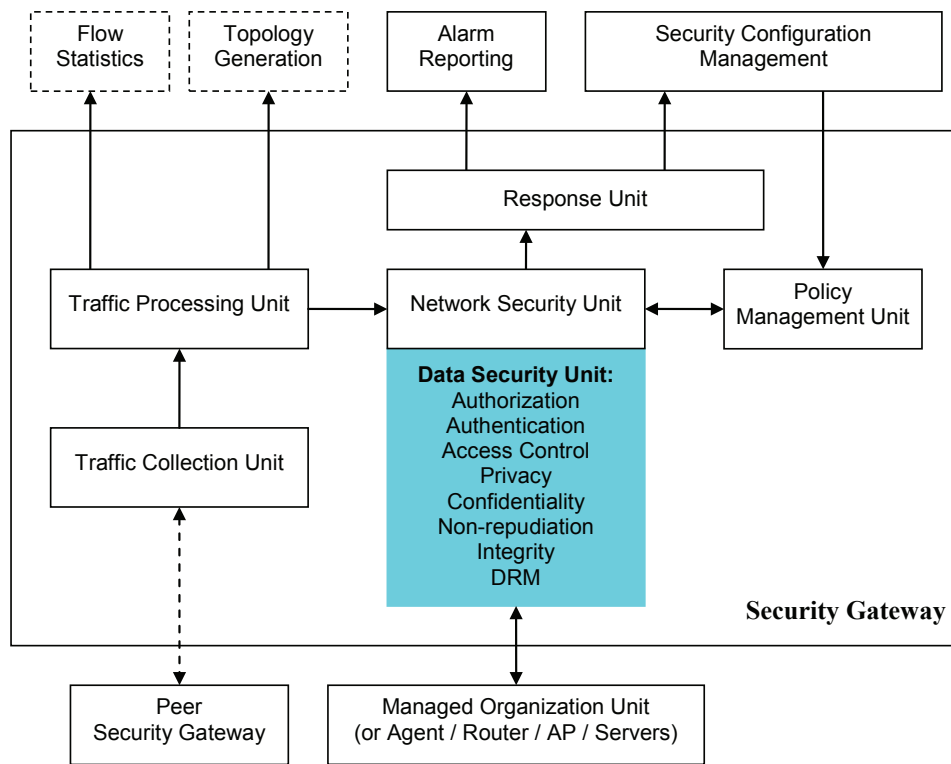 Flow
Statistics
Topology
Generation
Alarm
Reporting
Security Configuration
Management
Response Unit
Traffic Processing Unit
Network Security Unit
Policy
Management Unit
Data Security Unit:
Authorization
Authentication
Access Control
Privacy
Confidentiality
Non-repudiation
Integrity
DRM
Traffic Collection Unit
Security Gateway
Peer
Security Gateway
Managed Organization Unit
(or Agent / Router / AP / Servers)